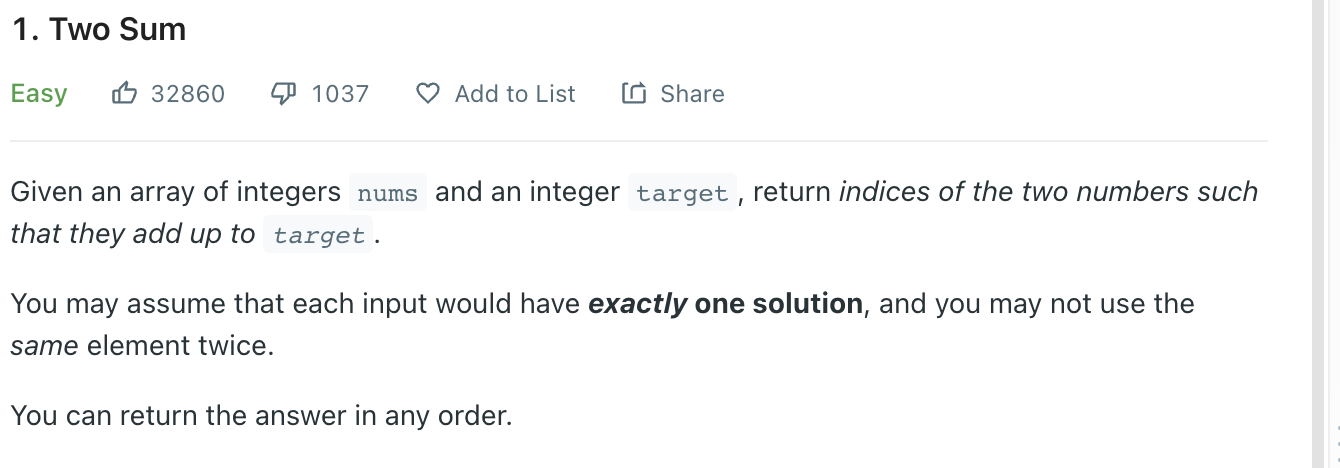 1. Two Sum
Easy 32860 1037 Add to List Share
Given an array of integers nums and an integer target, return indices of the two numbers such
that they add up to target.
You may assume that each input would have exactly one solution, and you may not use the
same element twice.
You can return the answer in any order.